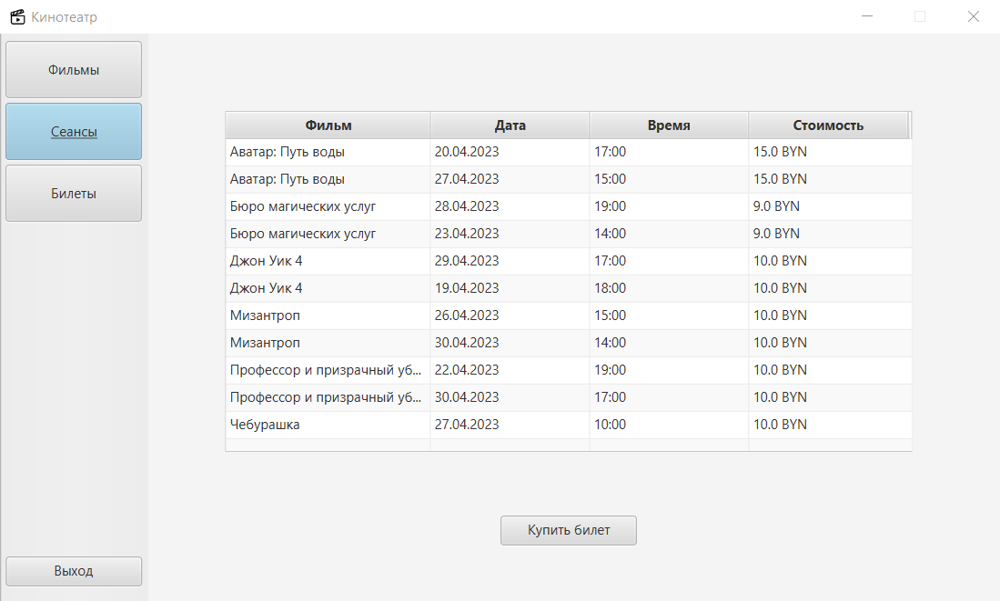 Кинотеатр
Фильмы
Сеансы
Билеты
Выход
Фильм Дата Время Стоимость
Аватар: Путь воды 20.04.2023 17:00 15.0 BYN
Аватар: Путь воды 27.04.2023 15:00 15.0 BYN
Бюро магических услуг 28.04.2023 19:00 9.0 BYN
Бюро магических услуг 23.04.2023 14:00 9.0 BYN
Джон Уик 4 29.04.2023 17:00 10.0 BYN
Джон Уик 4 19.04.2023 18:00 10.0 BYN
Мизантроп 26.04.2023 15:00 10.0 BYN
Мизантроп 30.04.2023 14:00 10.0 BYN
Профессор и призрачный уб... 22.04.2023 19:00 10.0 BYN
Профессор и призрачный уб... 30.04.2023 17:00 10.0 BYN
Чебурашка 27.04.2023 10:00 10.0 BYN
Купить билет